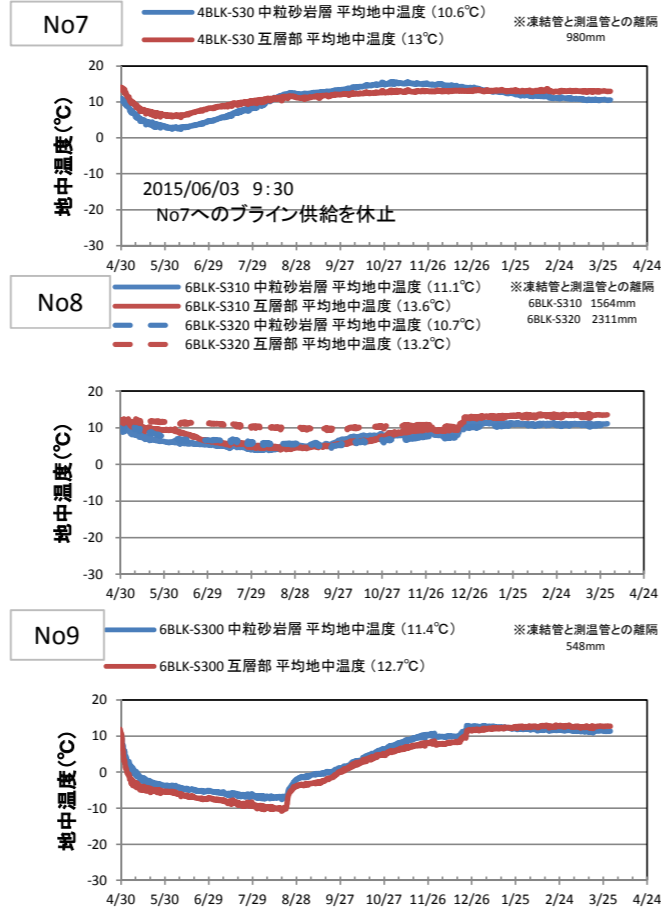 No7
4BLK-S30 中粒砂岩層 平均地中温度 (10.6℃)
4BLK-S30 互層部 平均地中温度 (13℃)
※凍結管と測温管との離隔
980mm
地中温度(℃)
20
10
0
-10
-20
-30
2015/06/03 9:30
No7へのブライン供給を休止
4/30 5/30 6/29 7/29 8/28 9/27 10/27 11/26 12/26 1/25 2/24 3/25 4/24
No8
6BLK-S310 中粒砂岩層 平均地中温度 (11.1℃)
6BLK-S310 互層部 平均地中温度 (13.6℃)
6BLK-S320 中粒砂岩層 平均地中温度 (10.7℃)
6BLK-S320 互層部 平均地中温度 (13.2℃)
※凍結管と測温管との離隔
6BLK-S310 1564mm
6BLK-S320 2311mm
地中温度(℃)
20
10
0
-10
-20
-30
4/30 5/30 6/29 7/29 8/28 9/27 10/27 11/26 12/26 1/25 2/24 3/25 4/24
No9
6BLK-S300 中粒砂岩層 平均地中温度 (11.4℃)
6BLK-S300 互層部 平均地中温度 (12.7℃)
※凍結管と測温管との離隔
548mm
地中温度(℃)
20
10
0
-10
-20
-30
4/30 5/30 6/29 7/29 8/28 9/27 10/27 11/26 12/26 1/25 2/24 3/25 4/24